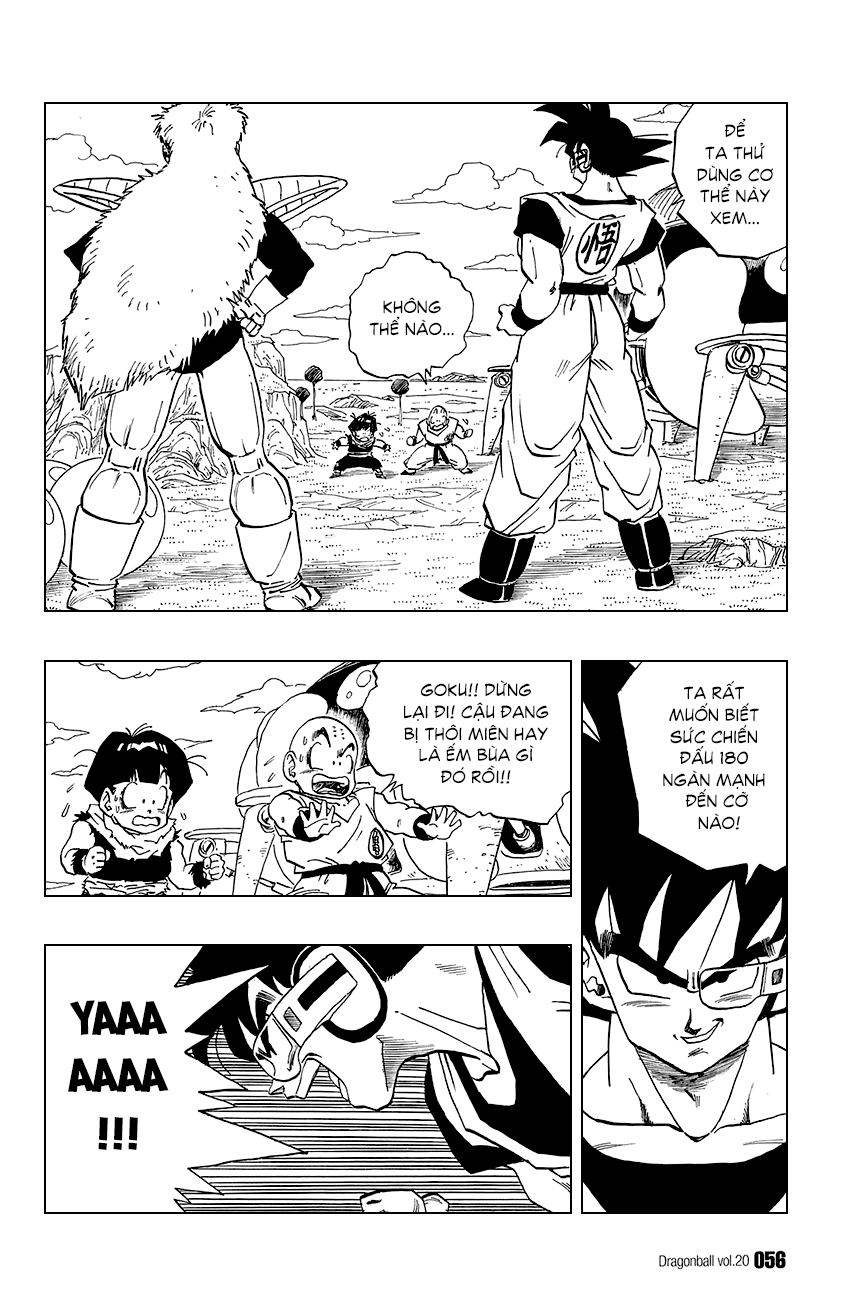 ĐỂ
TA THỬ
DÙNG CƠ
THỂ NÀY
XEM...
悟
KHÔNG
THỂ NÀO...
TA RẤT
MUỐN BIẾT
SỨC CHIẾN
ĐẤU 180
NGÀN MẠNH
ĐẾN CỠ
NÀO!
GOKU!! DỪNG
LẠI ĐI! CẬU ĐANG
BỊ THÔI MIÊN HAY
LÀ ẾM BÙA GÌ
ĐÓ RỒI!!
YAAA
AAAA
!!!
Dragonball vol.20 056